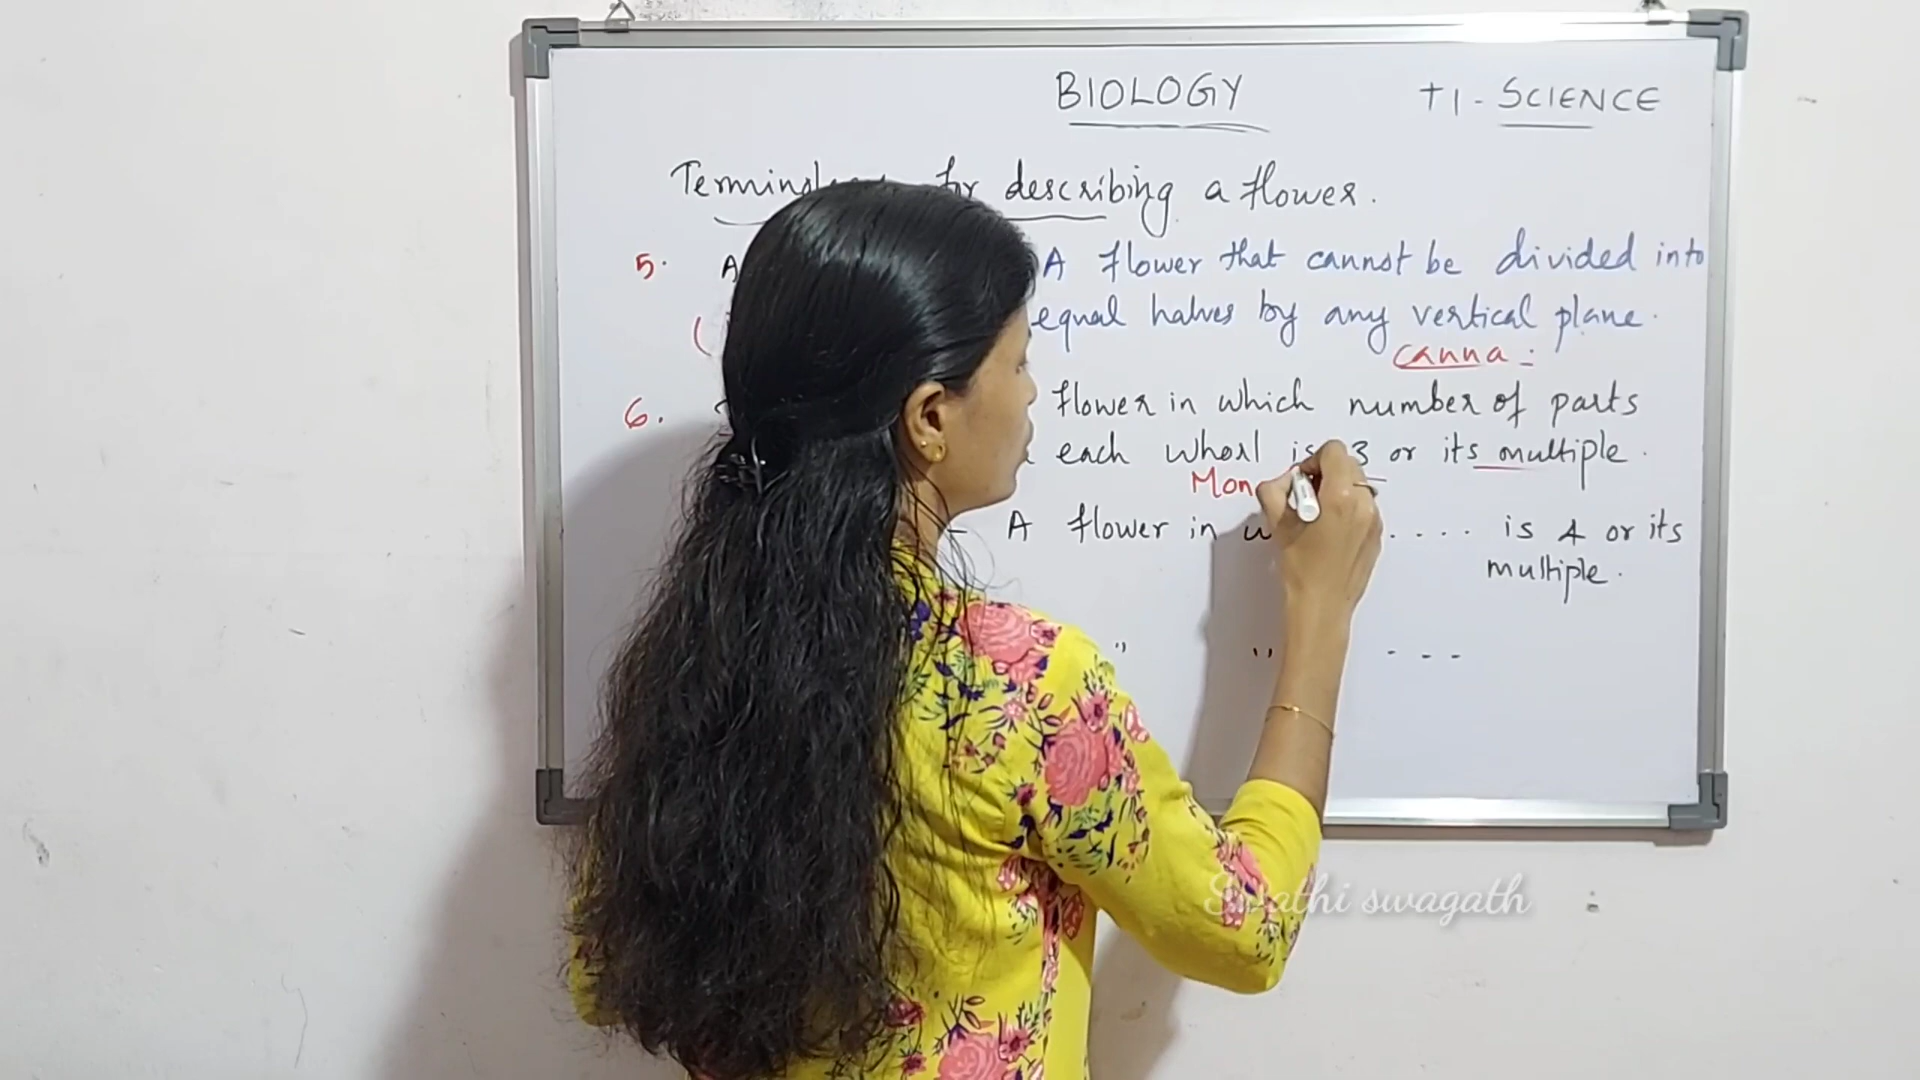 BIOLOGY
+1 - SCIENCE
for describing a flower.
5. A flower that cannot be divided into
( equal halves by any vertical plane.
canna :
6. flower in which number of parts
each whorl is 3 or its multiple.
Mon
- A flower in .... is 4 or its
multiple.
" " - - -
Swathi swagath